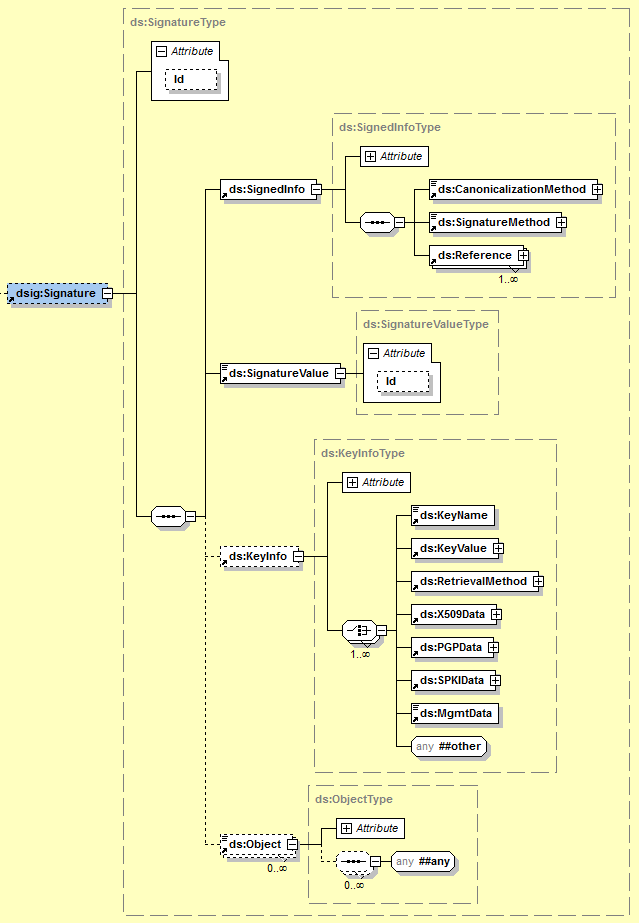 ds:SignatureType
Attribute
Id
ds:SignedInfoType
Attribute
ds:SignedInfo
ds:CanonicalizationMethod
ds:SignatureMethod
ds:Reference
1..∞
dsig:Signature
ds:SignatureValueType
Attribute
ds:SignatureValue
Id
ds:KeyInfoType
Attribute
ds:KeyName
ds:KeyValue
ds:KeyInfo
ds:RetrievalMethod
ds:X509Data
1..∞
ds:PGPData
ds:SPKIData
ds:MgmtData
any ##other
ds:ObjectType
Attribute
ds:Object
0..∞
any ##any
0..∞